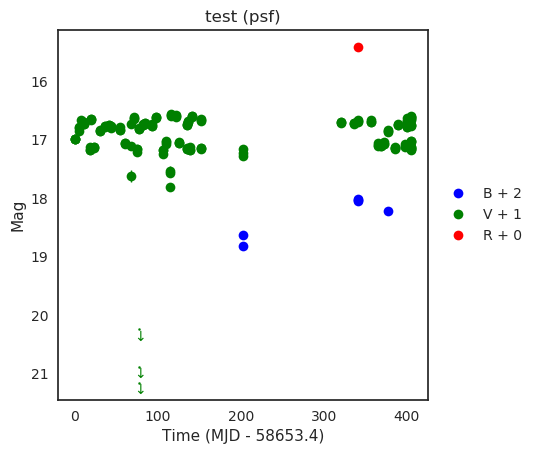 test (psf)
Mag
16
17
18
19
20
21
0
100
200
300
400
Time (MJD - 58653.4)
B + 2
V + 1
R + 0